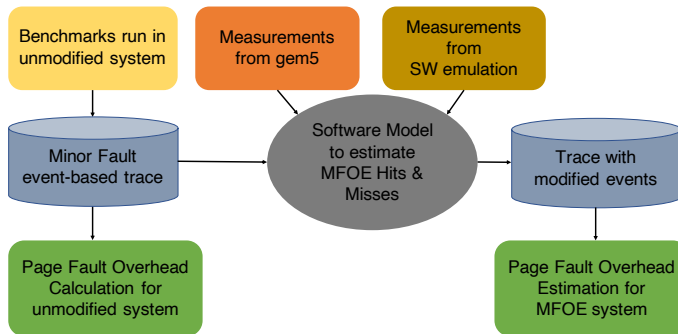 Benchmarks run in
unmodified system
Measurements
from gem5
Measurements
from
SW emulation
Minor Fault
event-based trace
Software Model
to estimate
MFOE Hits &
Misses
Trace with
modified events
Page Fault Overhead
Calculation for
unmodified system
Page Fault Overhead
Estimation for
MFOE system